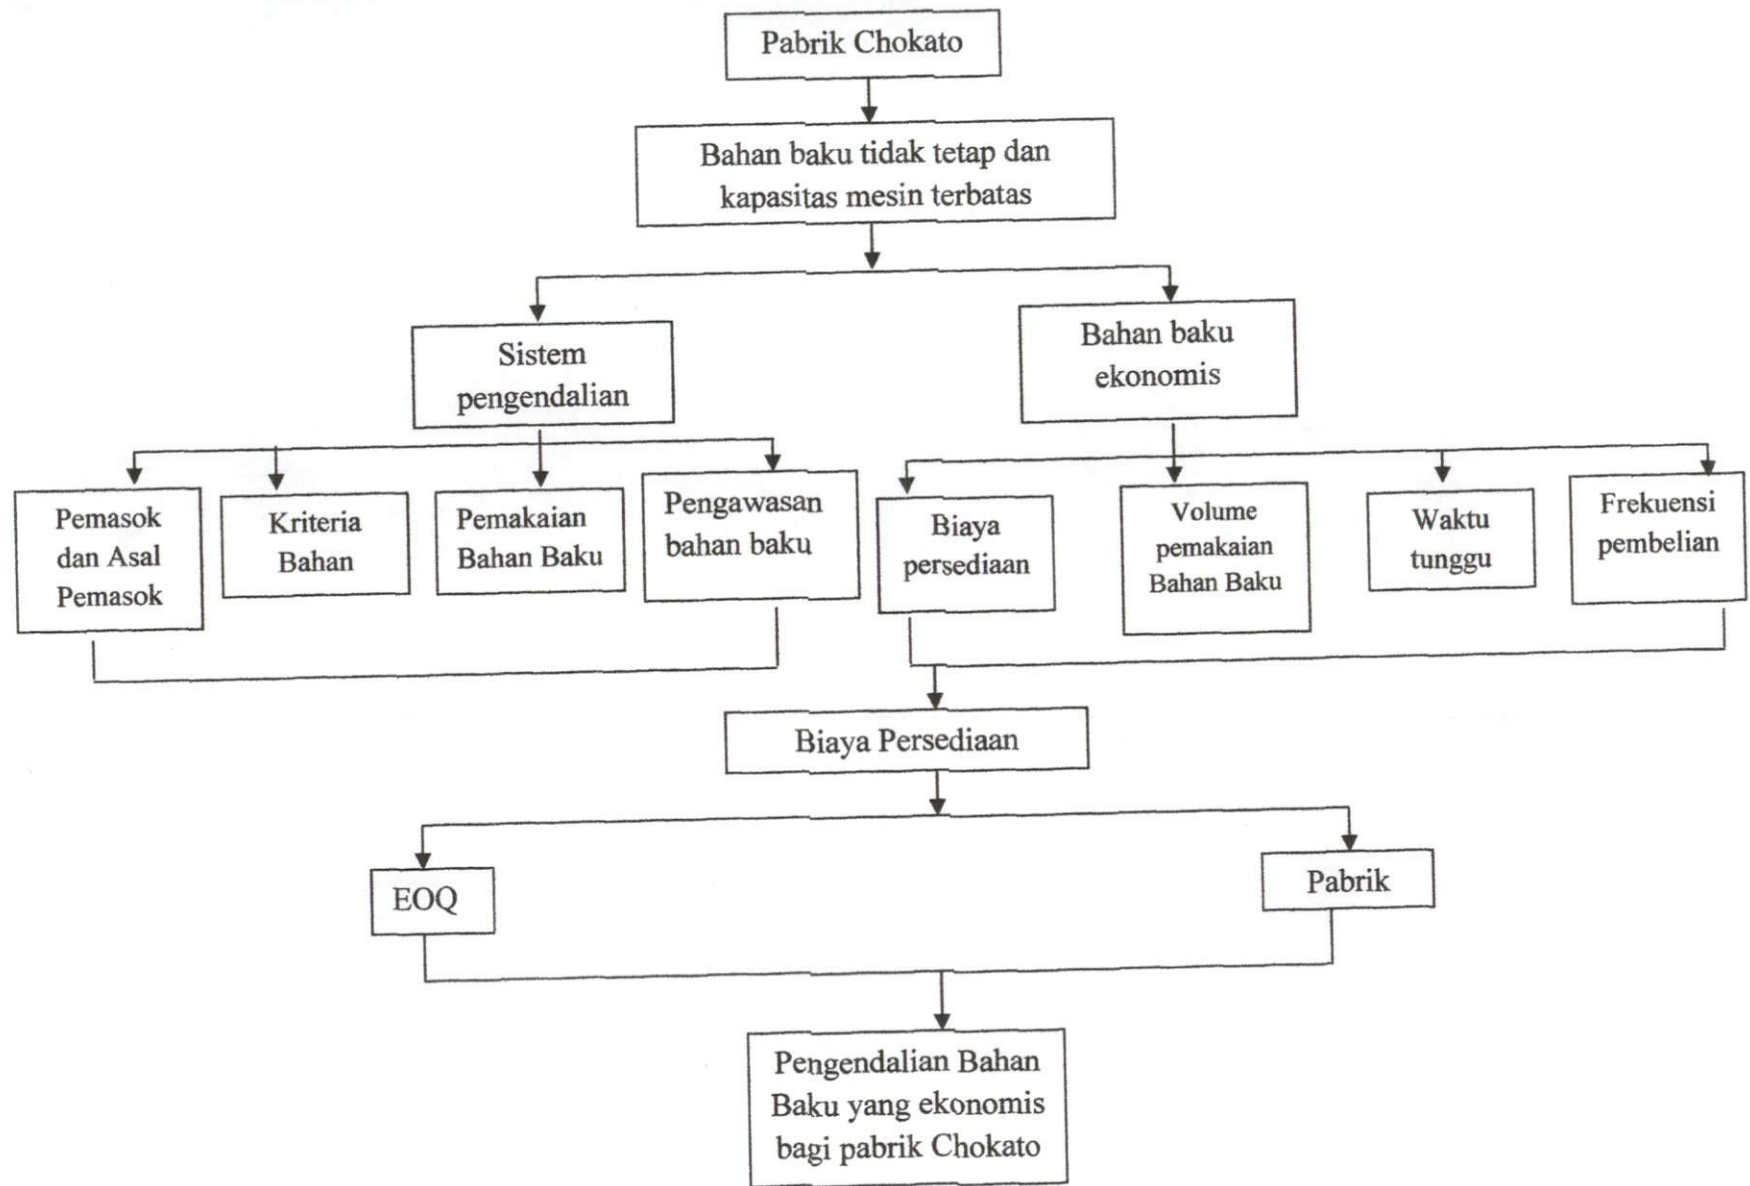 Pabrik Chokato
Bahan baku tidak tetap dan
kapasitas mesin terbatas
Sistem
pengendalian
Bahan baku
ekonomis
Pemasok
dan Asal
Pemasok
Kriteria
Bahan
Pemakaian
Bahan Baku
Pengawasan
bahan baku
Biaya
persediaan
Volume
pemakaian
Bahan Baku
Waktu
tunggu
Frekuensi
pembelian
Biaya Persediaan
EOQ
Pabrik
Pengendalian Bahan
Baku yang ekonomis
bagi pabrik Chokato